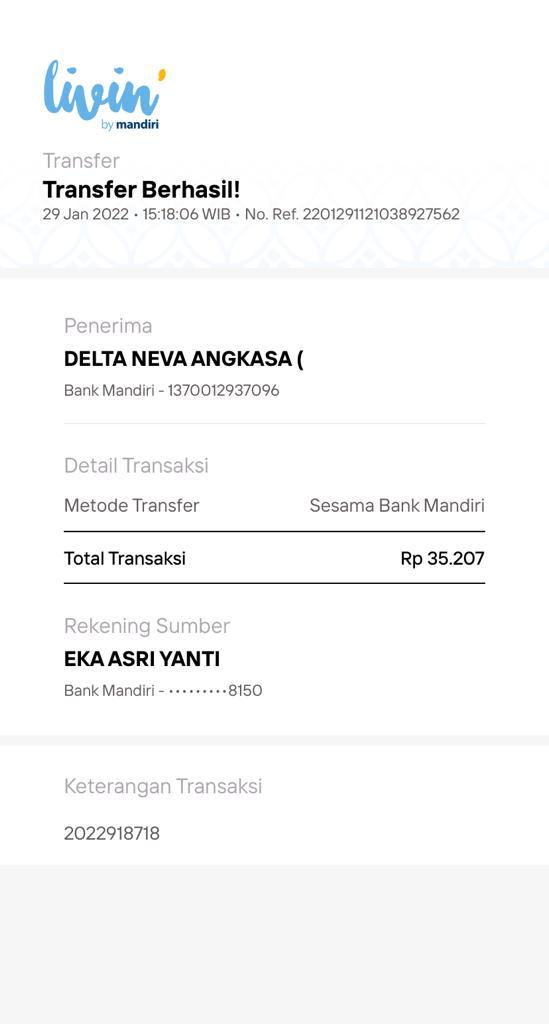 livin'
by mandiri
Transfer
Transfer Berhasil!
29 Jan 2022 • 15:18:06 WIB • No. Ref. 2201291121038927562
Penerima
DELTA NEVA ANGKASA (
Bank Mandiri - 1370012937096
Detail Transaksi
Metode Transfer Sesama Bank Mandiri
Total Transaksi Rp 35.207
Rekening Sumber
EKA ASRI YANTI
Bank Mandiri - •••••••••8150
Keterangan Transaksi
2022918718